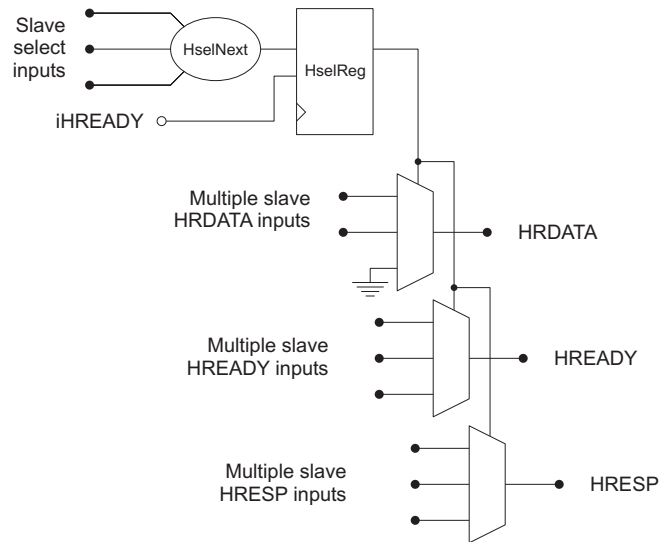 Slave
select
inputs
HselNext
HselReg
iHREADY
Multiple slave
HRDATA inputs
HRDATA
Multiple slave
HREADY inputs
HREADY
Multiple slave
HRESP inputs
HRESP